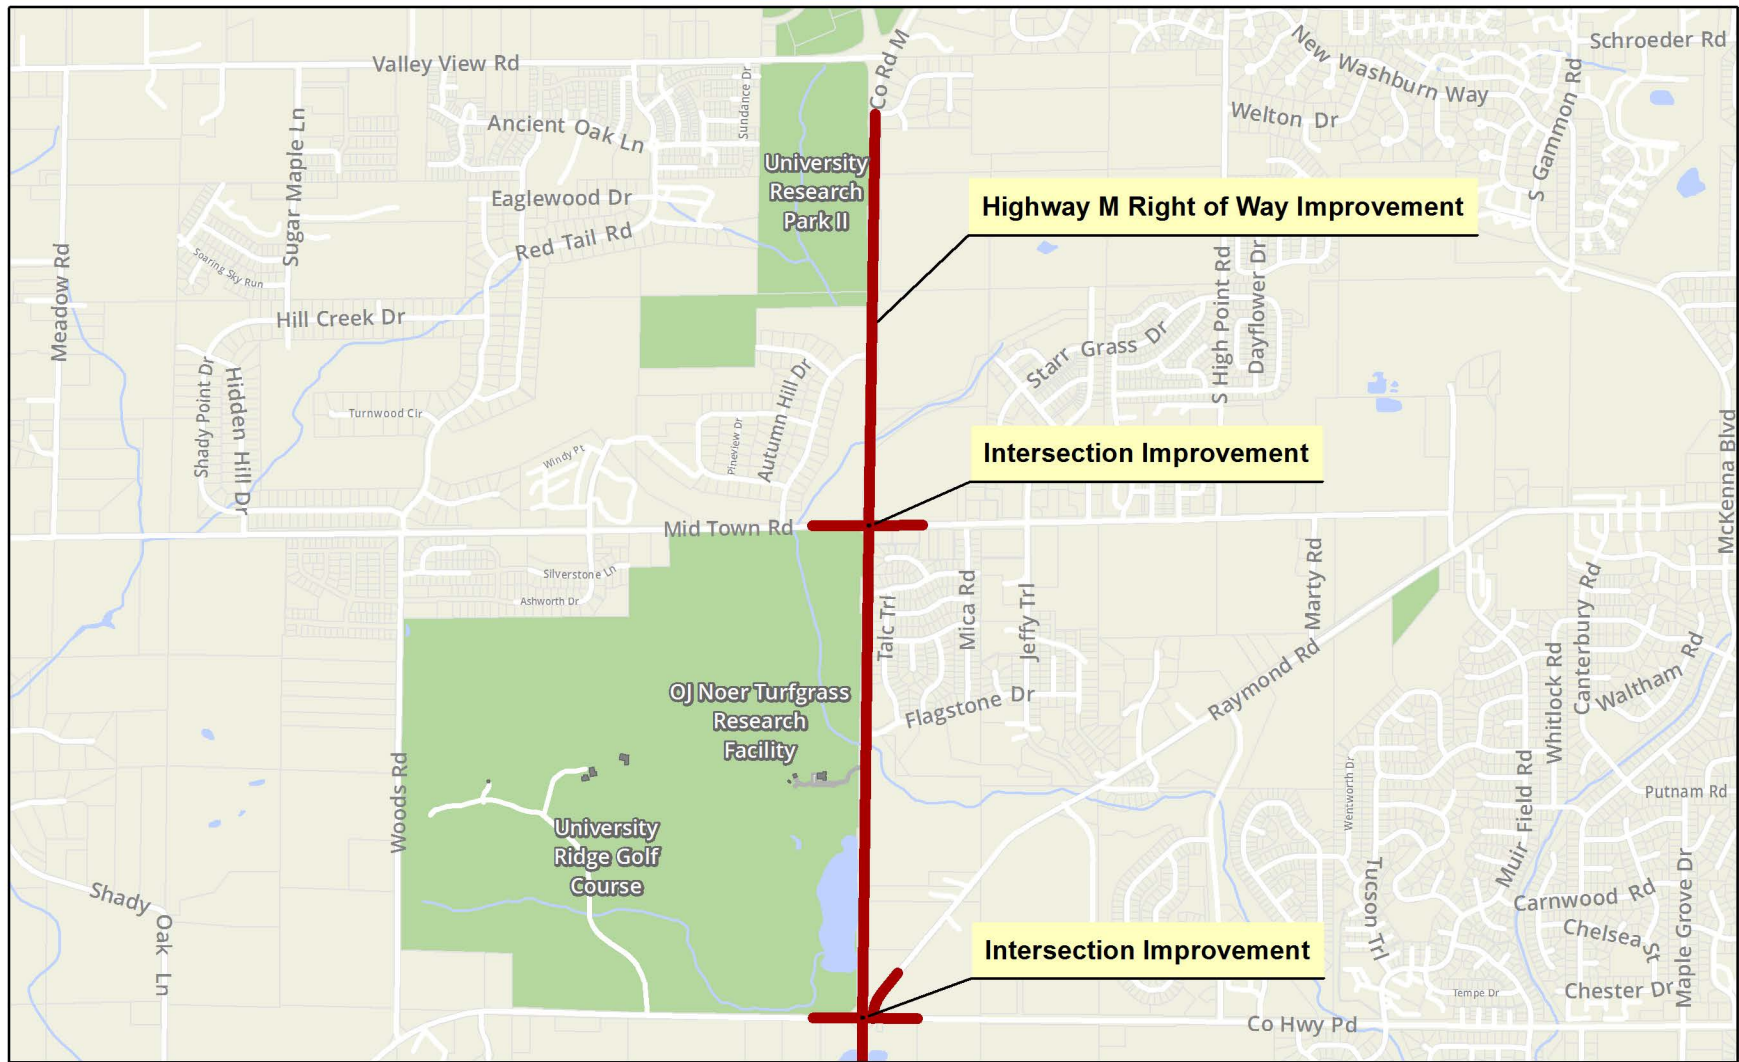 Valley View Rd
Co Rd M
New Washburn Way
Schroeder Rd
Sugar Maple Ln
Ancient Oak Ln
Sundance Dr
Welton Dr
S Gammon Rd
University
Research
Park II
Eaglewood Dr
Red Tail Rd
Highway M Right of Way Improvement
Meadow Rd
Soaring Sky Run
Hill Creek Dr
S High Point Rd
Dayflower Dr
Starr Grass Dr
Shady Point Dr
Hidden Hill Dr
Turnwood Cir
Autumn Hill Dr
Pineview Dr
Windy Pt
Intersection Improvement
McKenna Blvd
Mid Town Rd
Silverstone Ln
Ashworth Dr
Talc Trl
Mica Rd
Jeffy Trl
Marty Rd
Raymond Rd
Canterbury Rd
Whitlock Rd
Waltham Rd
OJ Noer Turfgrass
Research
Facility
Flagstone Dr
Woods Rd
Wentworth Dr
Muir Field Rd
Putnam Rd
University
Ridge Golf
Course
Shady Oak Ln
Tucson Trl
Carnwood Rd
Chelsea St
Maple Grove Dr
Intersection Improvement
Tempe Dr
Chester Dr
Co Hwy Pd